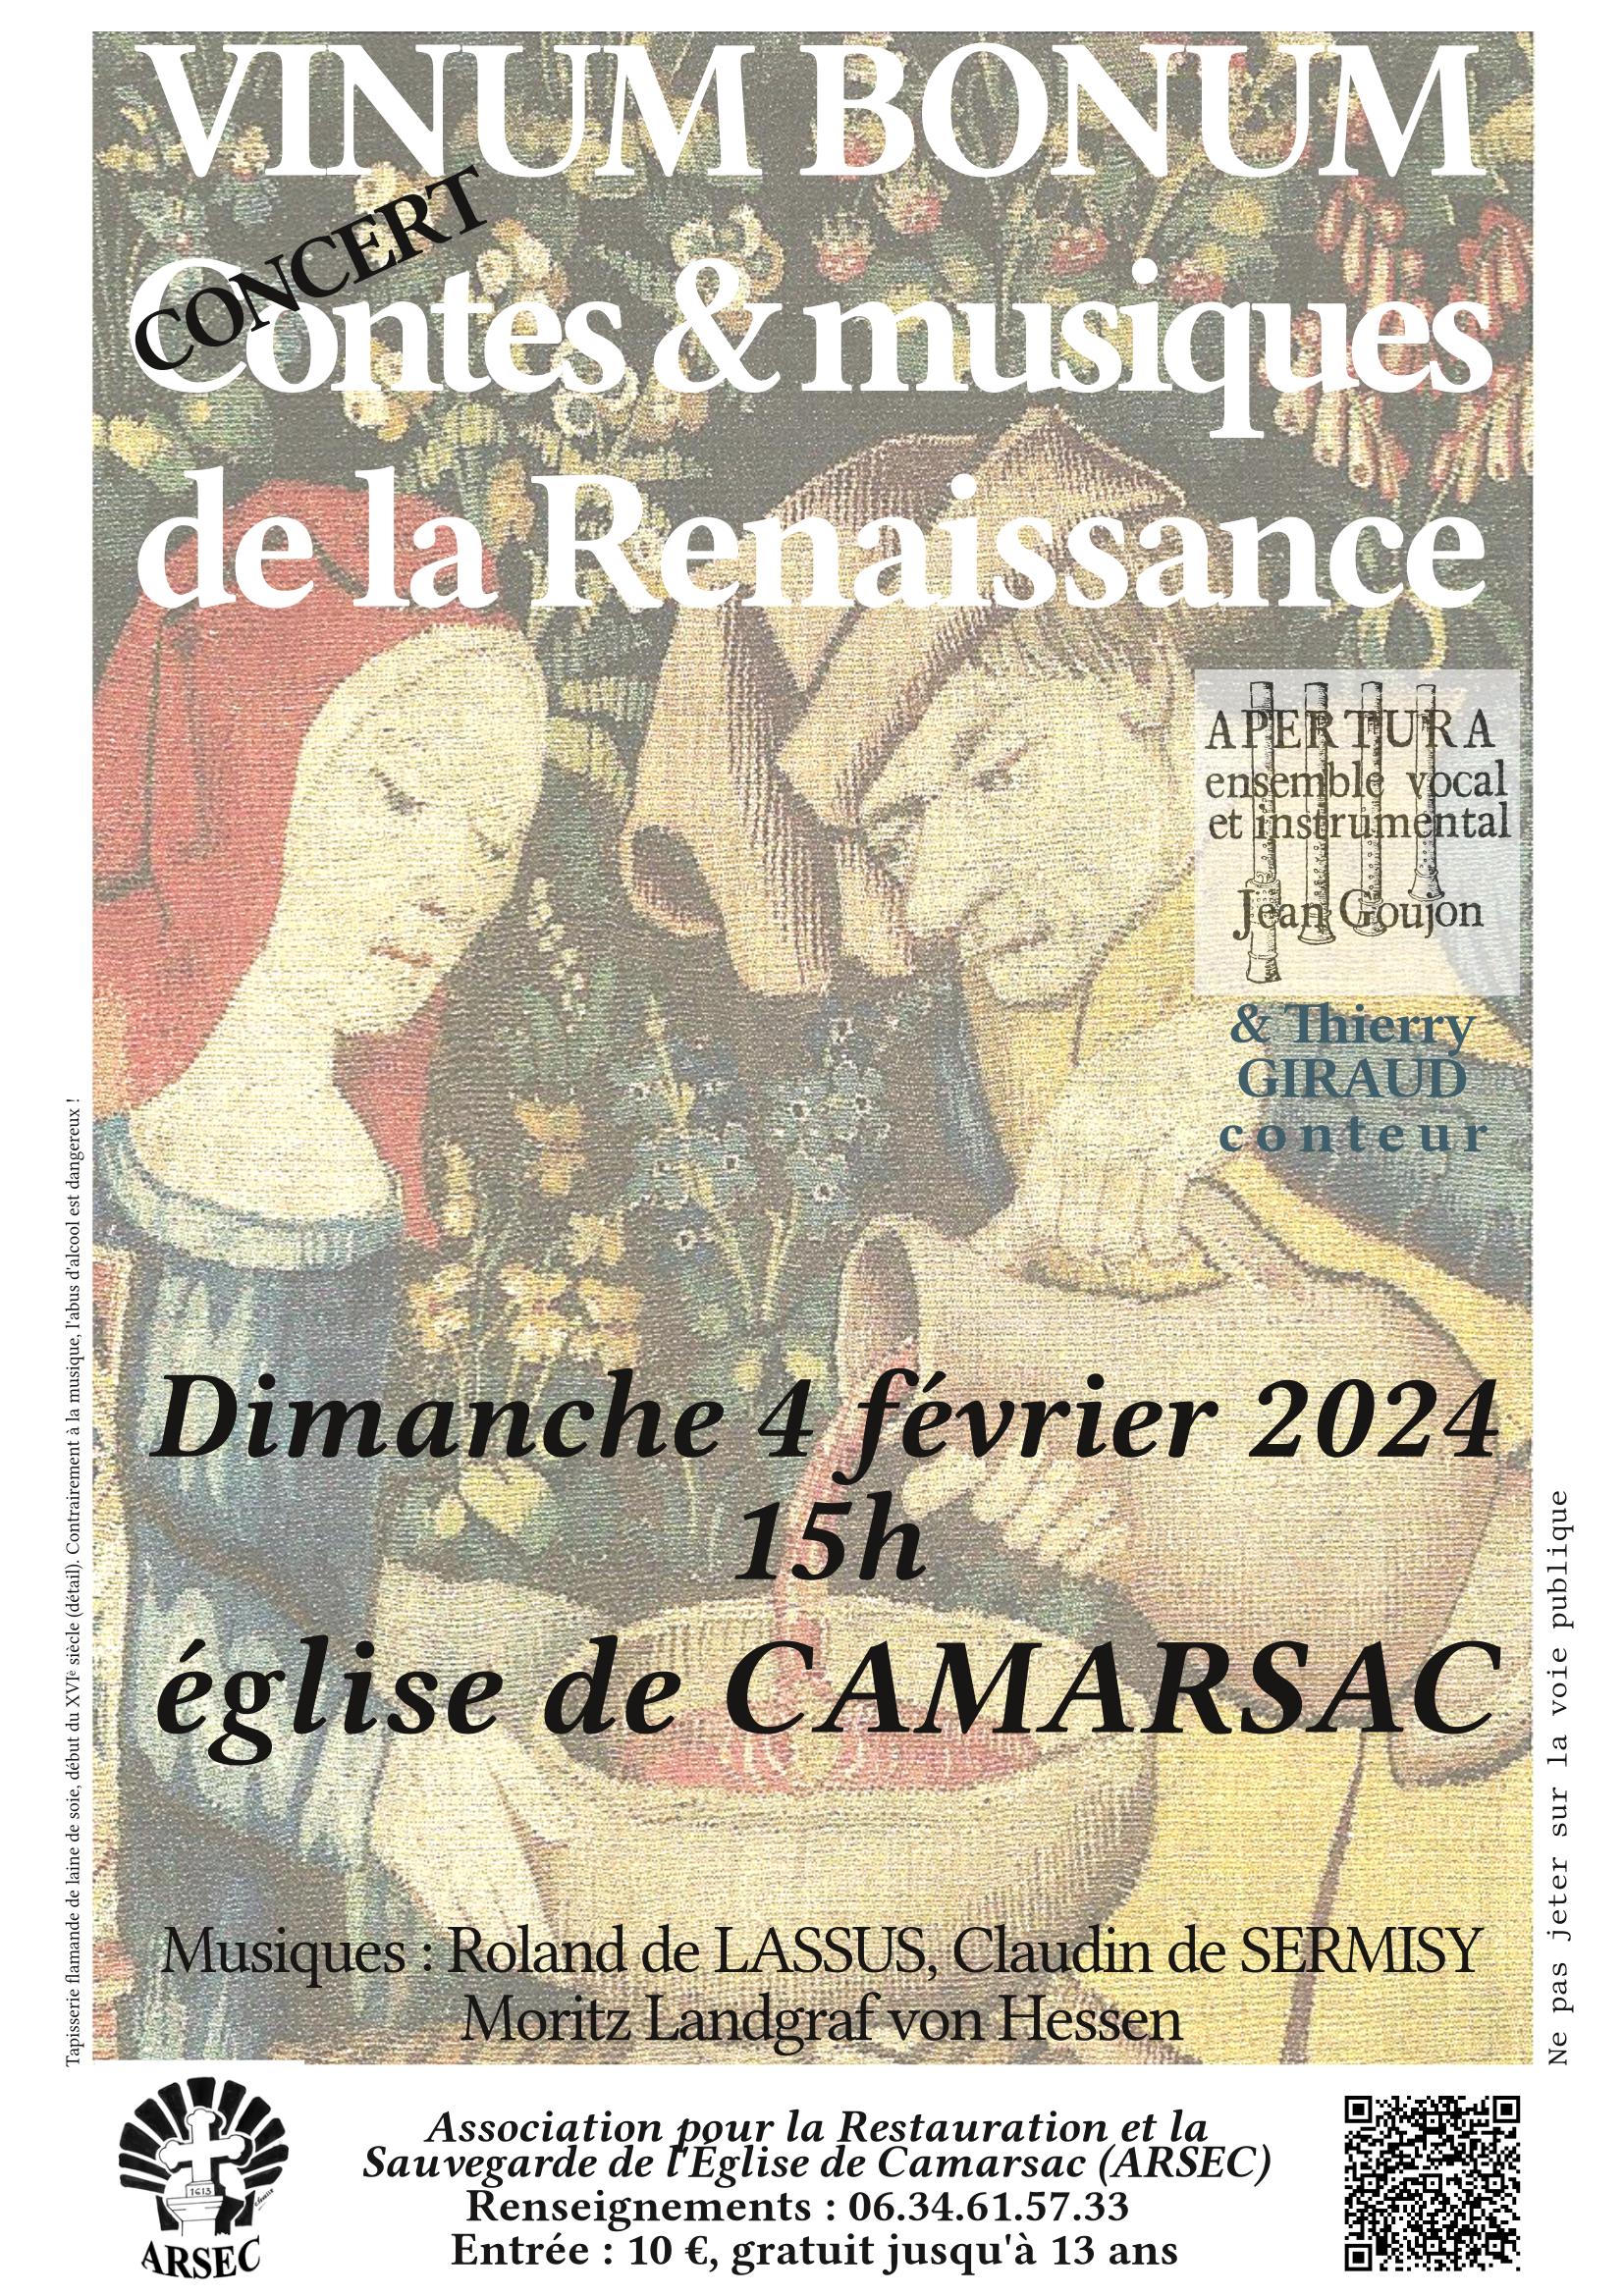 VINUM BONUM
CONCERT
Contes & musiques
de la Renaissance
APERTURA
ensemble vocal
et instrumental
Jean Goujon
& Thierry
GIRAUD
conteur
Dimanche 4 février 2024
15h
église de CAMARSAC
Musiques : Roland de LASSUS, Claudin de SERMISY
Moritz Landgraf von Hessen
Tapisserie flamande de laine de soie, début du XVIe siècle (détail). Contrairement à la musique, l'abus d'alcool est dangereux !
Ne pas jeter sur la voie publique
1613
ARSEC
Association pour la Restauration et la
Sauvegarde de l'Église de Camarsac (ARSEC)
Renseignements : 06.34.61.57.33
Entrée : 10 €, gratuit jusqu'à 13 ans